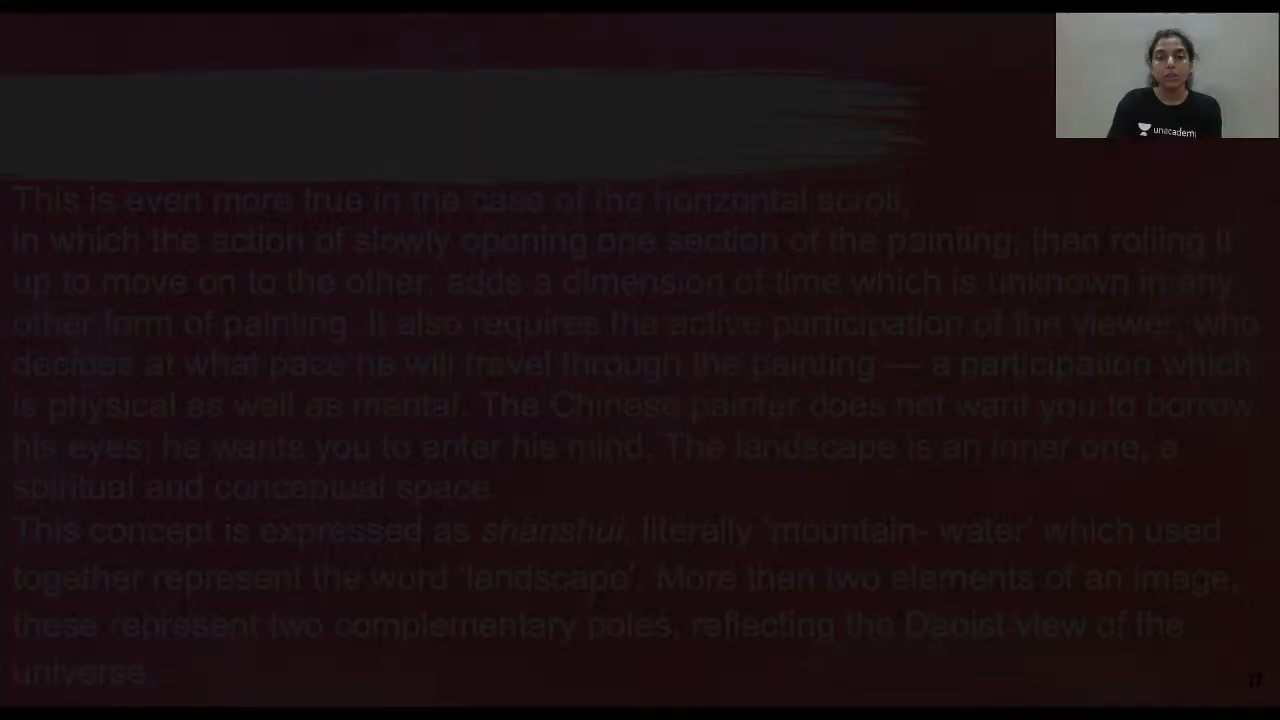 unacademy
This is even more true in the case of the horizontal scroll,
in which the action of slowly opening one section of the painting, then rolling it
up to move on to the other, adds a dimension of time which is unknown in any
other form of painting. It also requires the active participation of the viewer, who
decides at what pace he will travel through the painting — a participation which
is physical as well as mental. The Chinese painter does not want you to borrow
his eyes; he wants you to enter his mind. The landscape is an inner one, a
spiritual and conceptual space.
This concept is expressed as shanshui, literally 'mountain- water' which used
together represent the word 'landscape'. More than two elements of an image,
these represent two complementary poles, reflecting the Daoist view of the
universe.
17